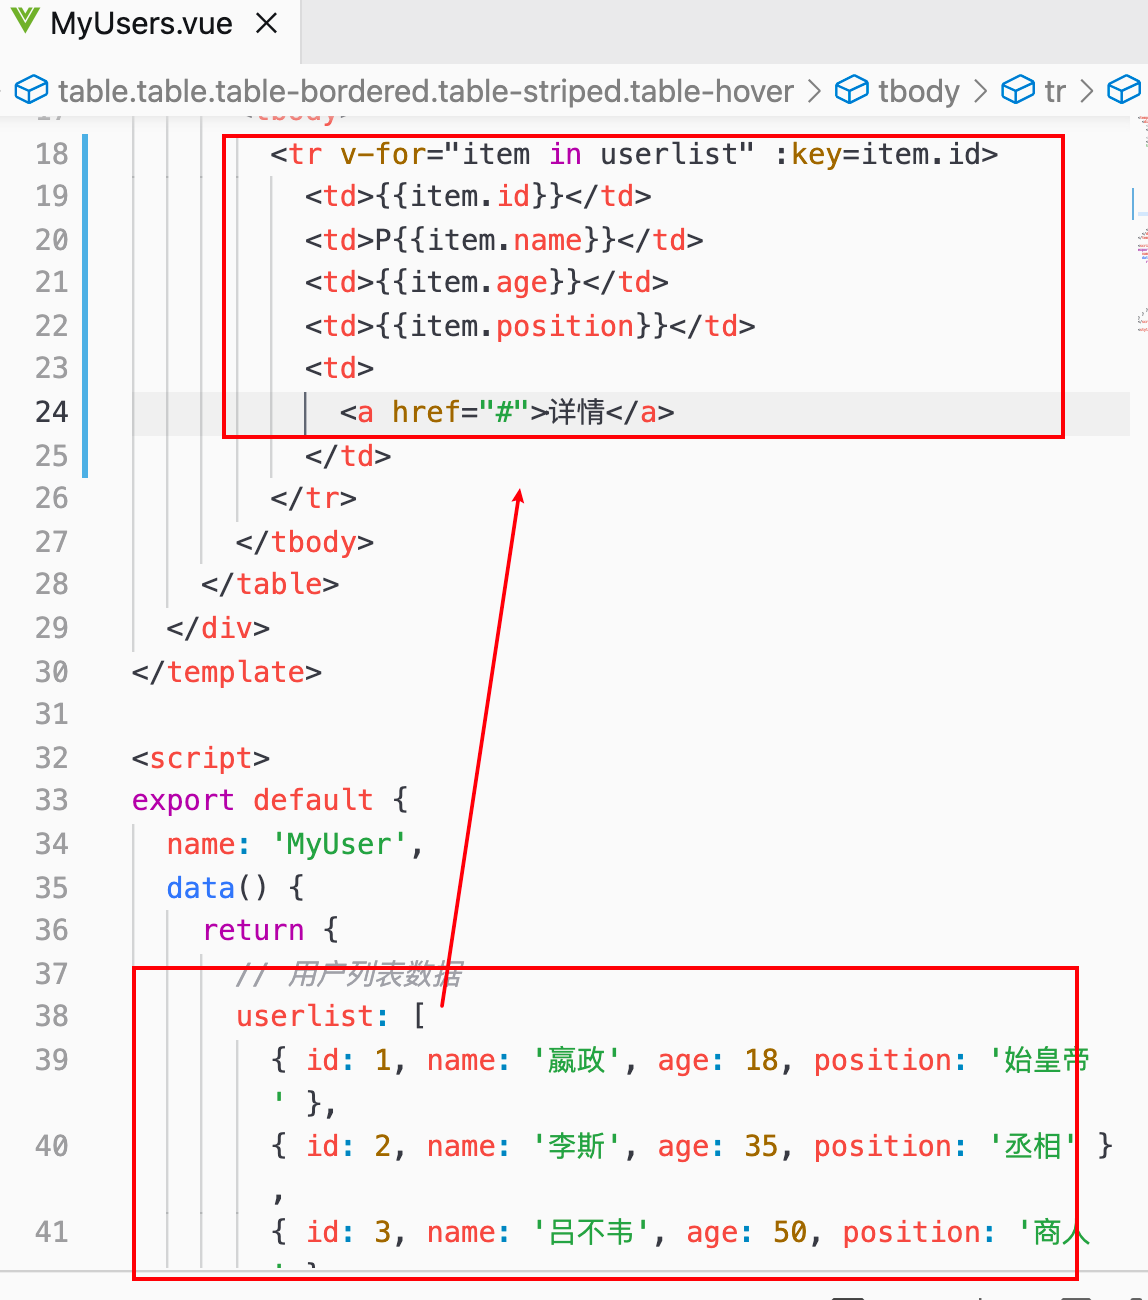 MyUsers.vue
table.table.table-bordered.table-striped.table-hover > tbody > tr >
17 <tbody>
18 <tr v-for="item in userlist" :key=item.id>
19 <td>{{item.id}}</td>
20 <td>P{{item.name}}</td>
21 <td>{{item.age}}</td>
22 <td>{{item.position}}</td>
23 <td>
24 <a href="#">详情</a>
25 </td>
26 </tr>
27 </tbody>
28 </table>
29 </div>
30 </template>
31
32 <script>
33 export default {
34 name: 'MyUser',
35 data() {
36 return {
37 // 用户列表数据
38 userlist: [
39 { id: 1, name: '嬴政', age: 18, position: '始皇帝
' },
40 { id: 2, name: '李斯', age: 35, position: '丞相' }
,
41 { id: 3, name: '吕不韦', age: 50, position: '商人
' }